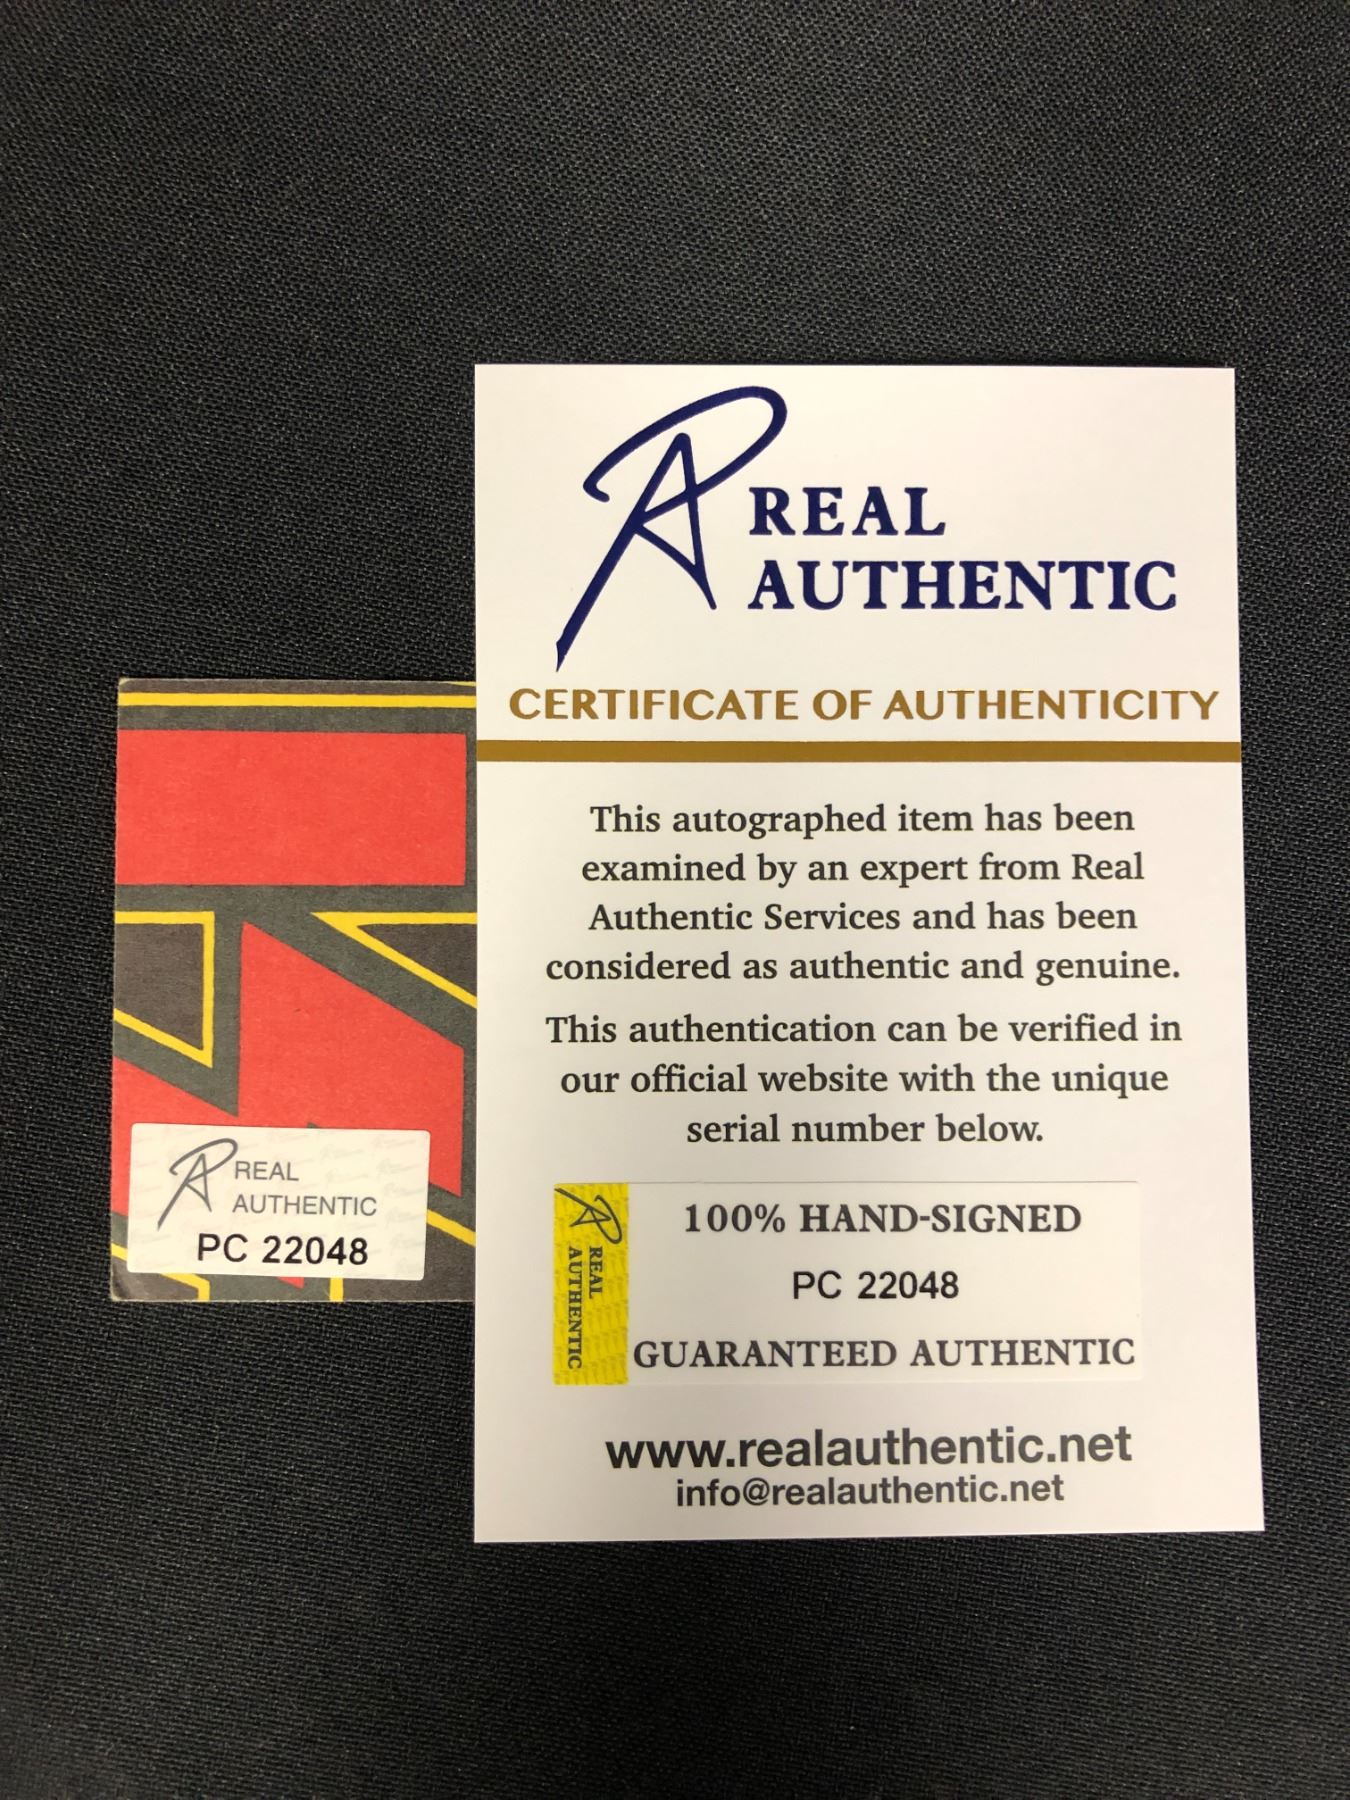 REAL
AUTHENTIC
CERTIFICATE OF AUTHENTICITY
This autographed item has been
examined by an expert from Real
Authentic Services and has been
considered as authentic and genuine.
This authentication can be verified in
our official website with the unique
serial number below.
REAL
AUTHENTIC
100% HAND-SIGNED
PC 22048
GUARANTEED AUTHENTIC
www.realauthentic.net
info@realauthentic.net
REAL
AUTHENTIC
PC 22048